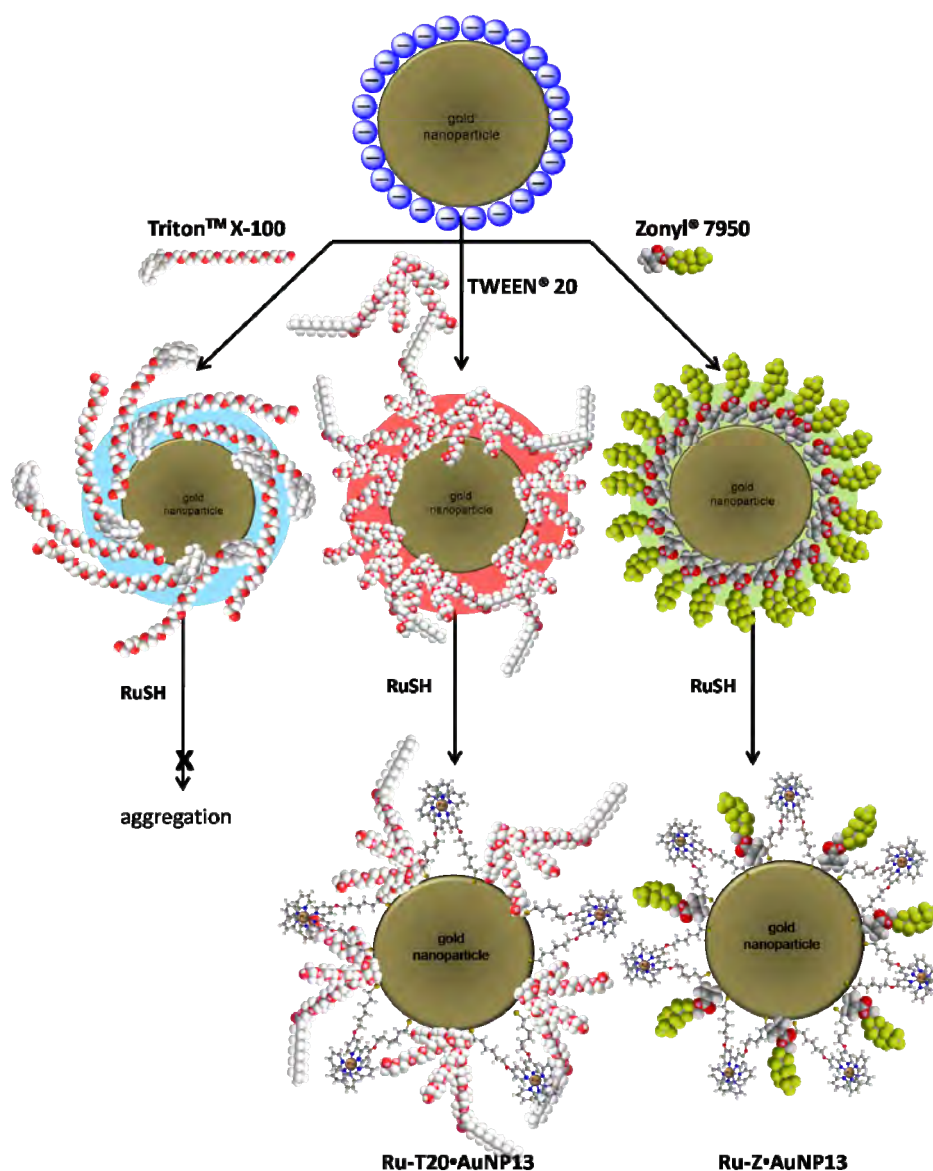 gold
nanoparticle
Triton™ X-100
Zonyl® 7950
TWEEN® 20
gold
nanoparticle
gold
nanoparticle
gold
nanoparticle
RuSH
RuSH
RuSH
X
aggregation
gold
nanoparticle
gold
nanoparticle
Ru-T20•AuNP13
Ru-Z•AuNP13